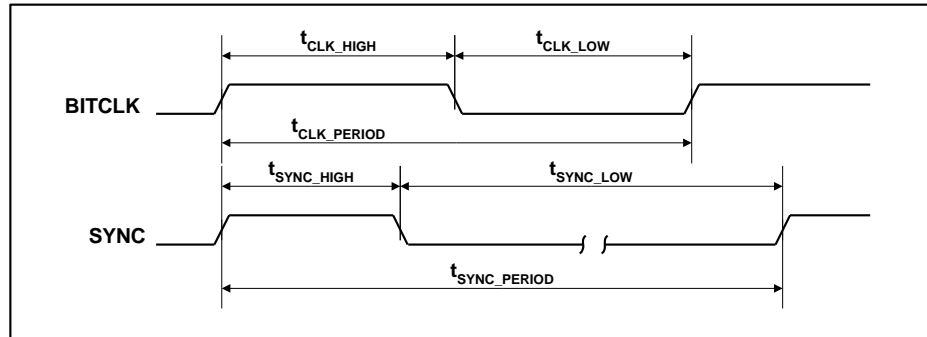 tCLK_HIGH tCLK_LOW
BITCLK
tCLK_PERIOD
tSYNC_HIGH tSYNC_LOW
SYNC
tSYNC_PERIOD